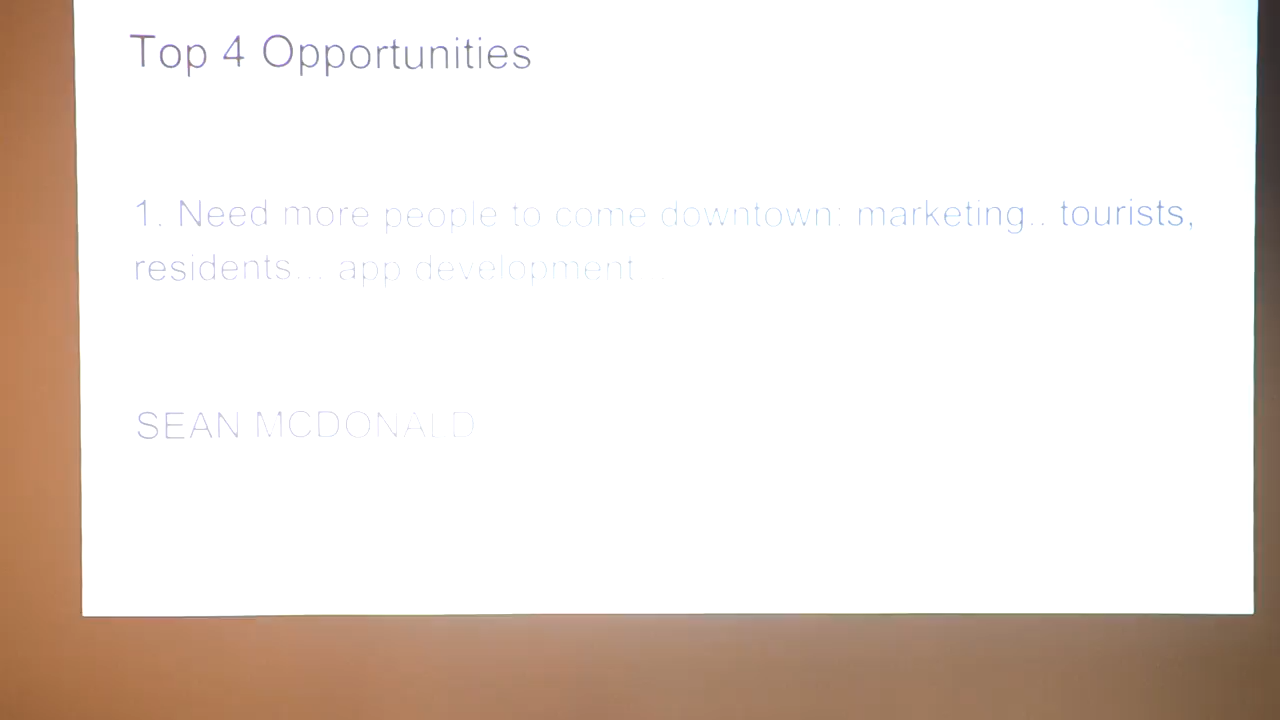 Top 4 Opportunities
1. Need more people to come downtown: marketing.. tourists,
residents... app development...
SEAN MCDONALD